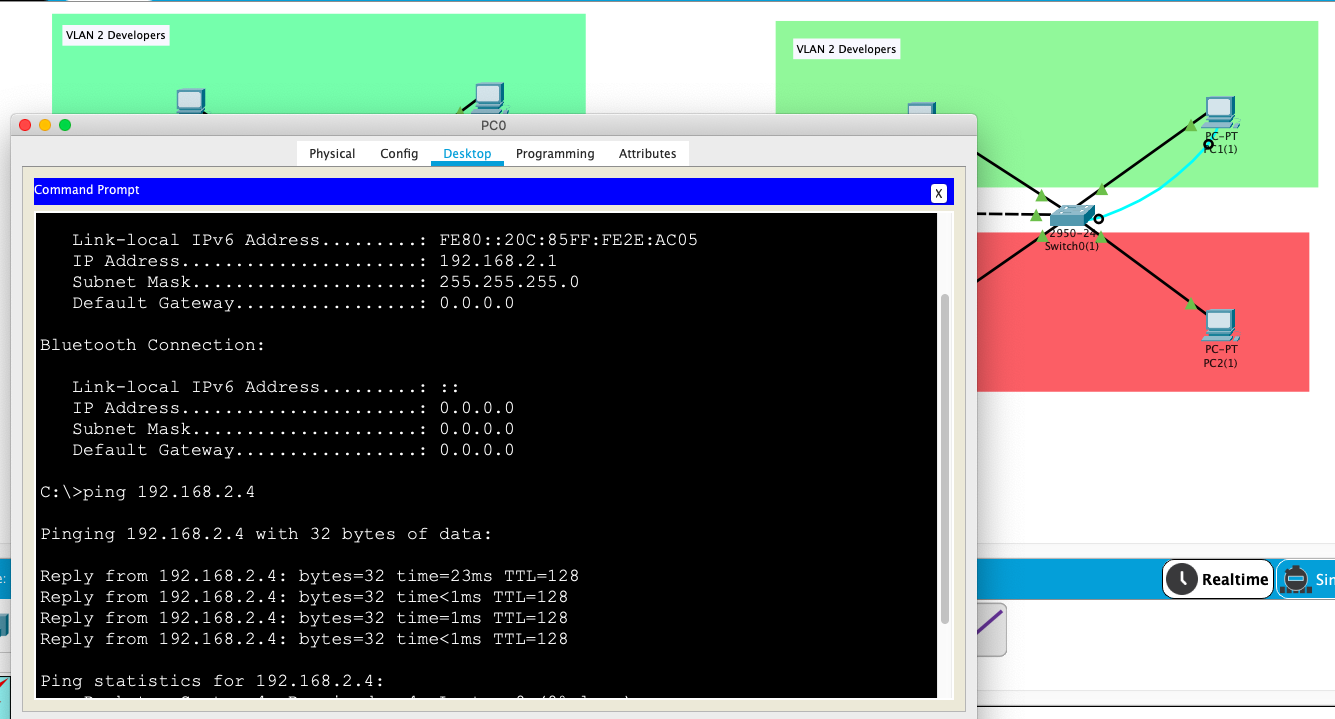 VLAN 2 Developers
VLAN 2 Developers
PC-PT
PC1(1)
2950-24
Switch0(1)
PC-PT
PC2(1)
PC0
Physical Config Desktop Programming Attributes
Command Prompt
X
Link-local IPv6 Address.........: FE80::20C:85FF:FE2E:AC05
IP Address......................: 192.168.2.1
Subnet Mask.....................: 255.255.255.0
Default Gateway.................: 0.0.0.0
Bluetooth Connection:
Link-local IPv6 Address.........: ::
IP Address......................: 0.0.0.0
Subnet Mask.....................: 0.0.0.0
Default Gateway.................: 0.0.0.0
C:\>ping 192.168.2.4
Pinging 192.168.2.4 with 32 bytes of data:
Reply from 192.168.2.4: bytes=32 time=23ms TTL=128
Reply from 192.168.2.4: bytes=32 time<1ms TTL=128
Reply from 192.168.2.4: bytes=32 time=1ms TTL=128
Reply from 192.168.2.4: bytes=32 time<1ms TTL=128
Ping statistics for 192.168.2.4:
Realtime